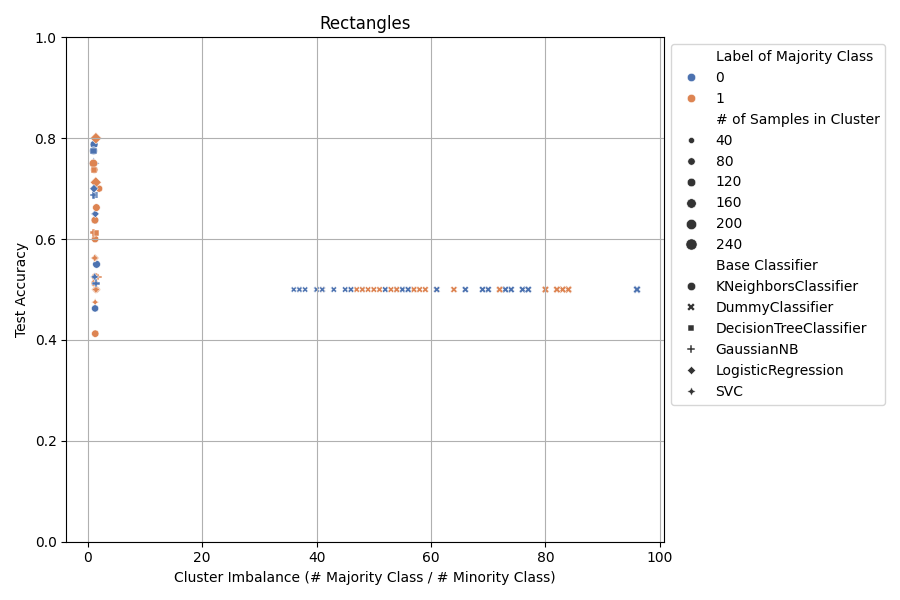 Rectangles
1.0
0.8
0.6
0.4
0.2
0.0
Test Accuracy
0 20 40 60 80 100
Cluster Imbalance (# Majority Class / # Minority Class)
Label of Majority Class
0
1
# of Samples in Cluster
40
80
120
160
200
240
Base Classifier
KNeighborsClassifier
DummyClassifier
DecisionTreeClassifier
GaussianNB
LogisticRegression
SVC